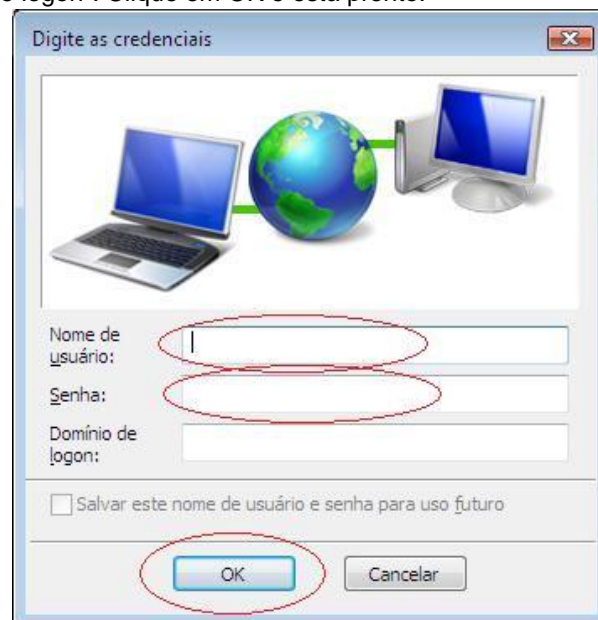 logon . Clique em OK e está pronto.
Digite as credenciais
Nome de
usuário:
Senha:
Domínio de
logon:
Salvar este nome de usuário e senha para uso futuro
OK
Cancelar